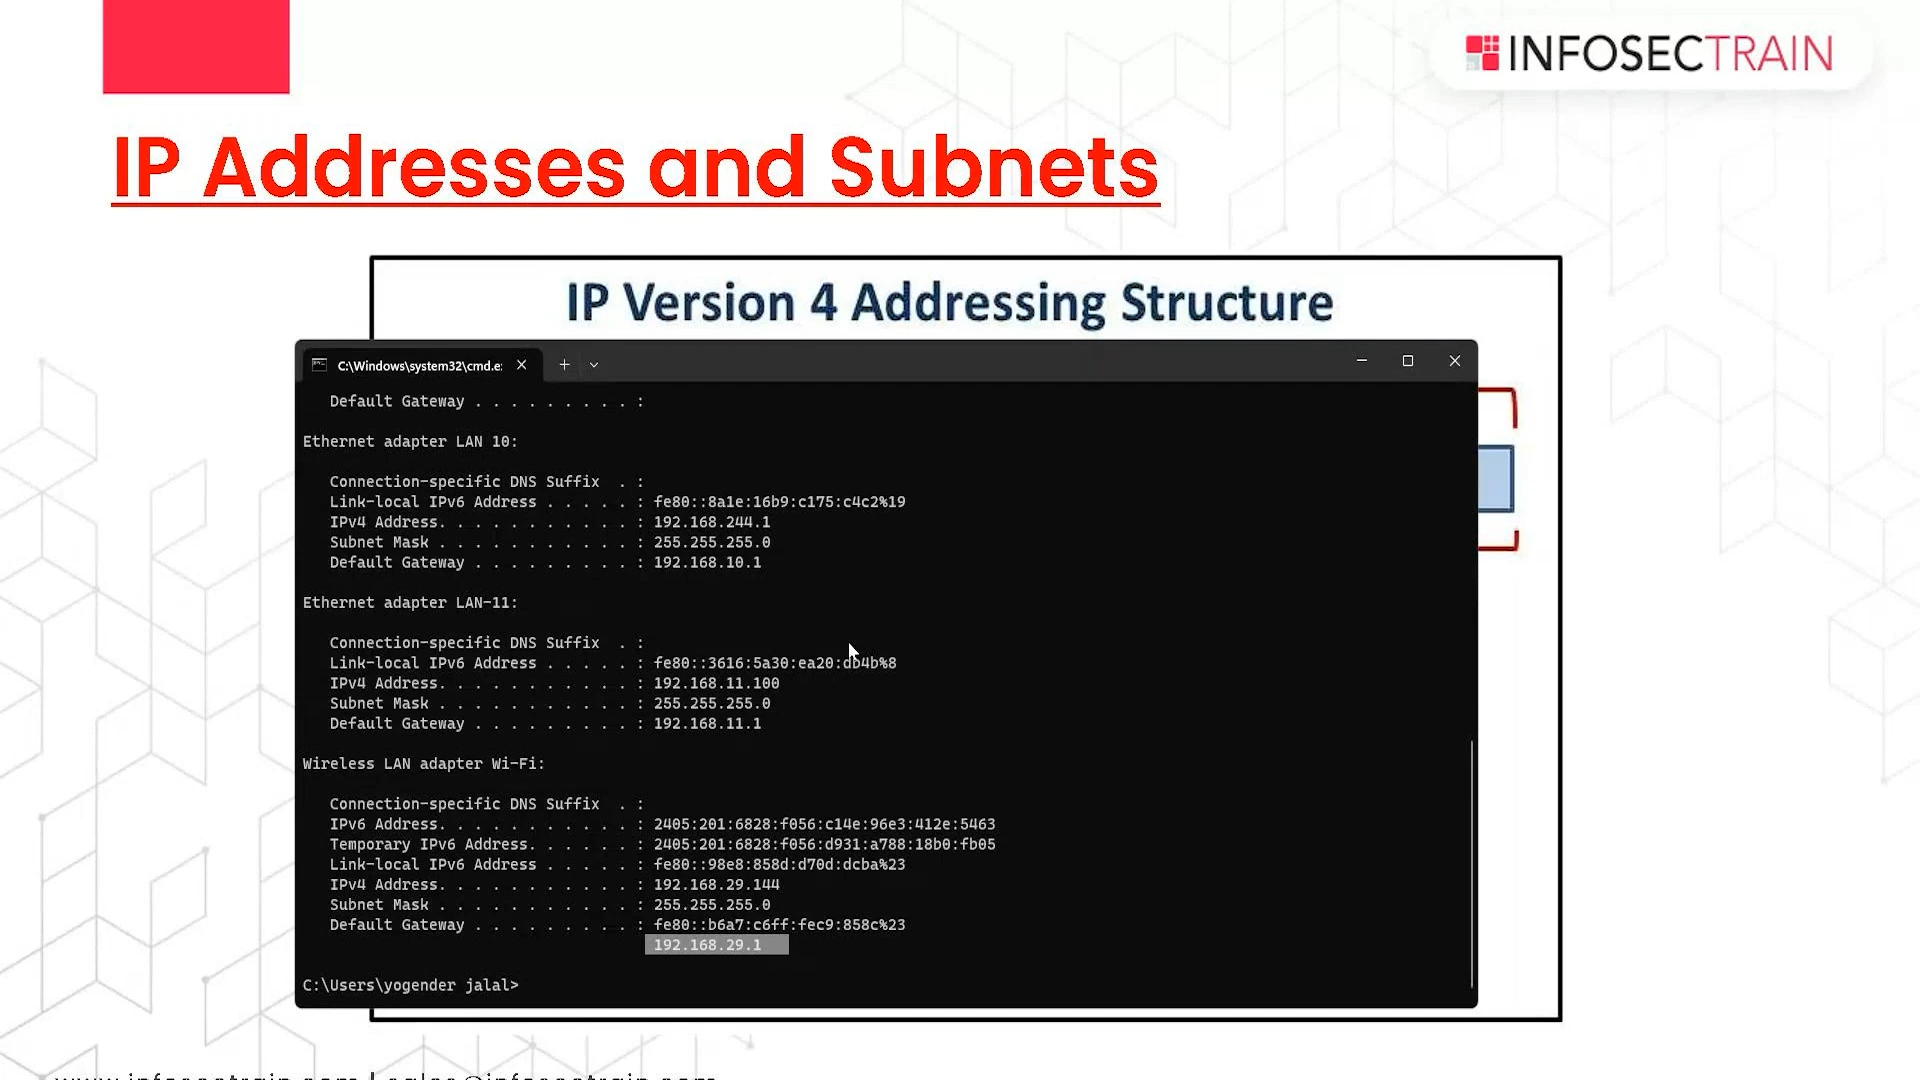 INFOSECTRAIN
IP Addresses and Subnets
IP Version 4 Addressing Structure
C:\Windows\system32\cmd.e:
Default Gateway . . . . . . . . . :
Ethernet adapter LAN 10:
Connection-specific DNS Suffix  . :
Link-local IPv6 Address . . . . . : fe80::8a1e:16b9:c175:c4c2%19
IPv4 Address. . . . . . . . . . . : 192.168.244.1
Subnet Mask . . . . . . . . . . . : 255.255.255.0
Default Gateway . . . . . . . . . : 192.168.10.1
Ethernet adapter LAN-11:
Connection-specific DNS Suffix  . :
Link-local IPv6 Address . . . . . : fe80::3616:5a30:ea20:db4b%8
IPv4 Address. . . . . . . . . . . : 192.168.11.100
Subnet Mask . . . . . . . . . . . : 255.255.255.0
Default Gateway . . . . . . . . . : 192.168.11.1
Wireless LAN adapter Wi-Fi:
Connection-specific DNS Suffix  . :
IPv6 Address. . . . . . . . . . . : 2405:201:6828:f056:c14e:96e3:412e:5463
Temporary IPv6 Address. . . . . . : 2405:201:6828:f056:d931:a788:18b0:fb05
Link-local IPv6 Address . . . . . : fe80::98e8:858d:d70d:dcba%23
IPv4 Address. . . . . . . . . . . : 192.168.29.144
Subnet Mask . . . . . . . . . . . : 255.255.255.0
Default Gateway . . . . . . . . . : fe80::b6a7:c6ff:fec9:858c%23
192.168.29.1
C:\Users\yogender jalal>
www.infosectrain.com | sales@infosectrain.com